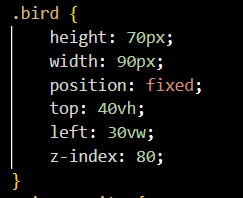 .bird {
height: 70px;
width: 90px;
position: fixed;
top: 40vh;
left: 30vw;
z-index: 80;
}